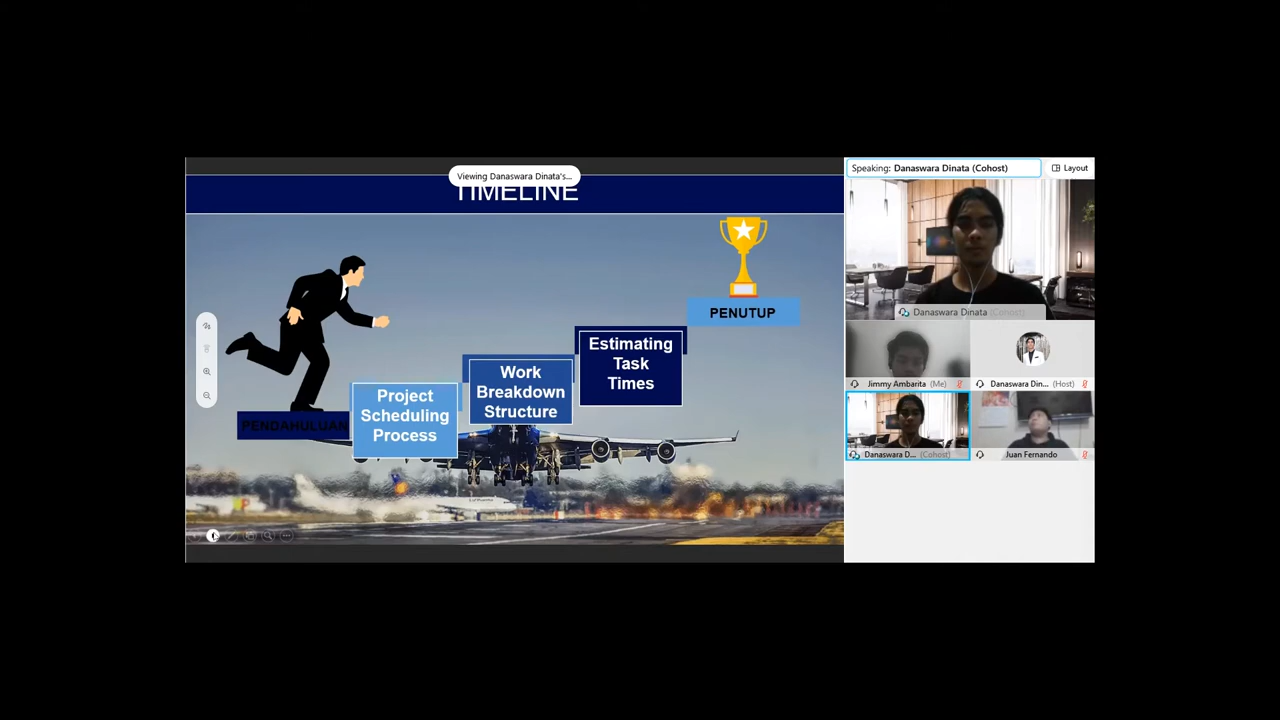 Viewing Danaswara Dinata's...
TIMELINE
PENDAHULUAN
Project
Scheduling
Process
Work
Breakdown
Structure
Estimating
Task
Times
PENUTUP
Speaking: Danaswara Dinata (Cohost)
Layout
Danaswara Dinata (Cohost)
Jimmy Ambarita (Me)
Danaswara Din... (Host)
Danaswara D... (Cohost)
Juan Fernando